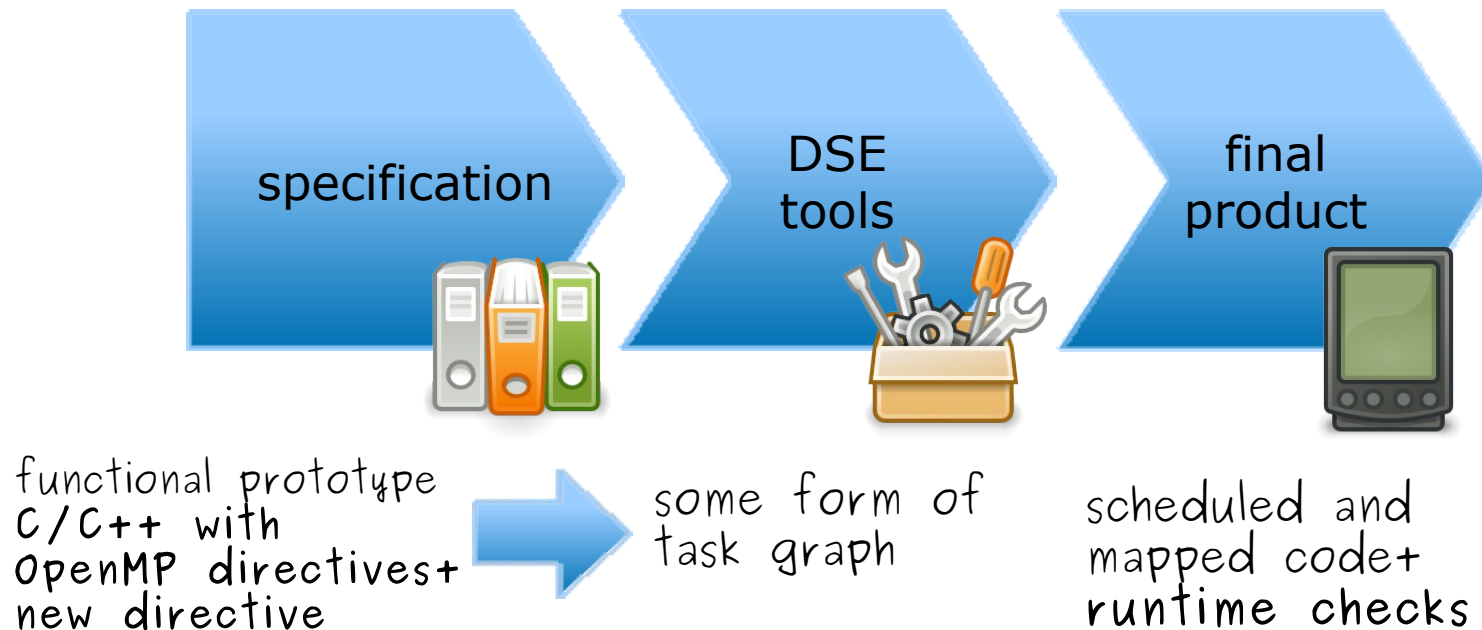 specification
DSE
tools
final
product
functional prototype
C/C++ with
OpenMP directives+
new directive
some form of
task graph
scheduled and
mapped code+
runtime checks